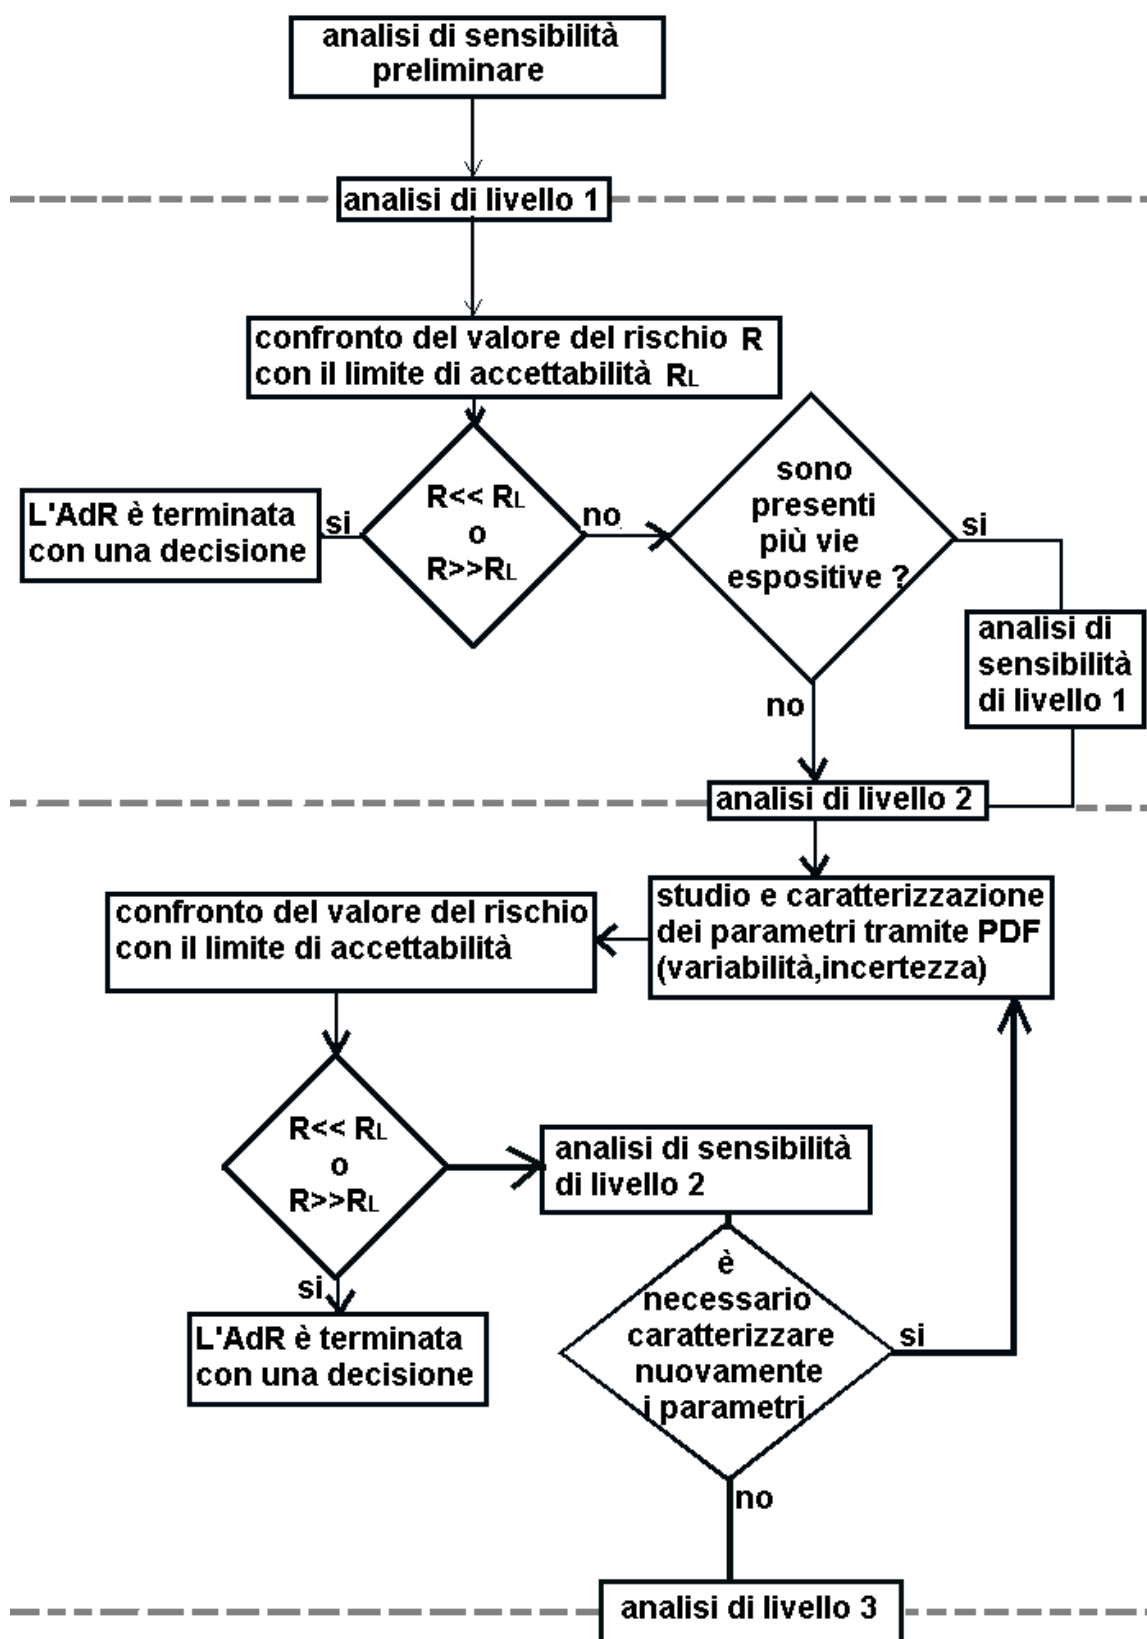 analisi di sensibilità
preliminare
analisi di livello 1
confronto del valore del rischio R
con il limite di accettabilità RL
R<< RL
o
R>>RL
si
L'AdR è terminata
con una decisione
no
sono
presenti
più vie
espositive ?
si
analisi di
sensibilità
di livello 1
no
analisi di livello 2
studio e caratterizzazione
dei parametri tramite PDF
(variabilità,incertezza)
confronto del valore del rischio
con il limite di accettabilità
R<< RL
o
R>>RL
analisi di sensibilità
di livello 2
si
L'AdR è terminata
con una decisione
è
necessario
caratterizzare
nuovamente
i parametri
si
no
analisi di livello 3